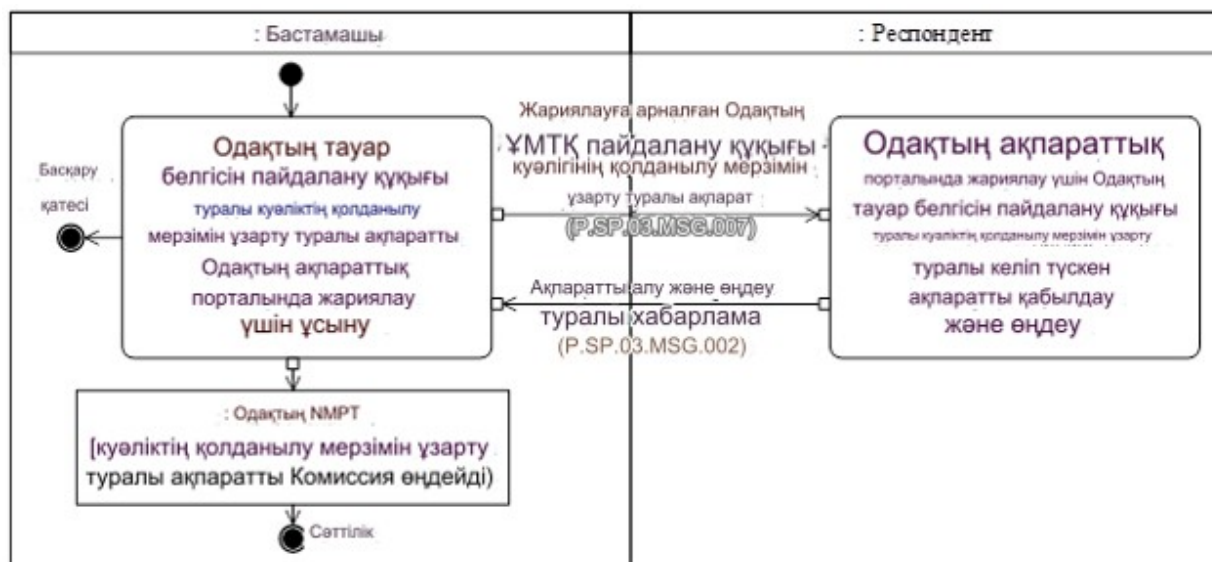 : Бастамашы
: Респондент
Басқару
қатесі
Одақтың тауар
белгісін пайдалану құқығы
туралы куәліктің қолданылу
мерзімін ұзарту туралы ақпаратты
Одақтың ақпараттық
порталында жариялау
үшін ұсыну
Жариялауға арналған Одақтың
ҰМТҚ пайдалану құқығы
куәлігінің қолданылу мерзімін
ұзарту туралы ақпарат
(P.SP.03.MSG.007)
Ақпаратты алу және өңдеу
туралы хабарлама
(P.SP.03.MSG.002)
Одақтың ақпараттық
порталында жариялау үшін Одақтың
тауар белгісін пайдалану құқығы
туралы куәліктің қолданылу мерзімін ұзарту
туралы келіп түскен
ақпаратты қабылдау
және өңдеу
: Одақтың NMPT
[куәліктің қолданылу мерзімін ұзарту
туралы ақпаратты Комиссия өңдейді)
Сәттілік